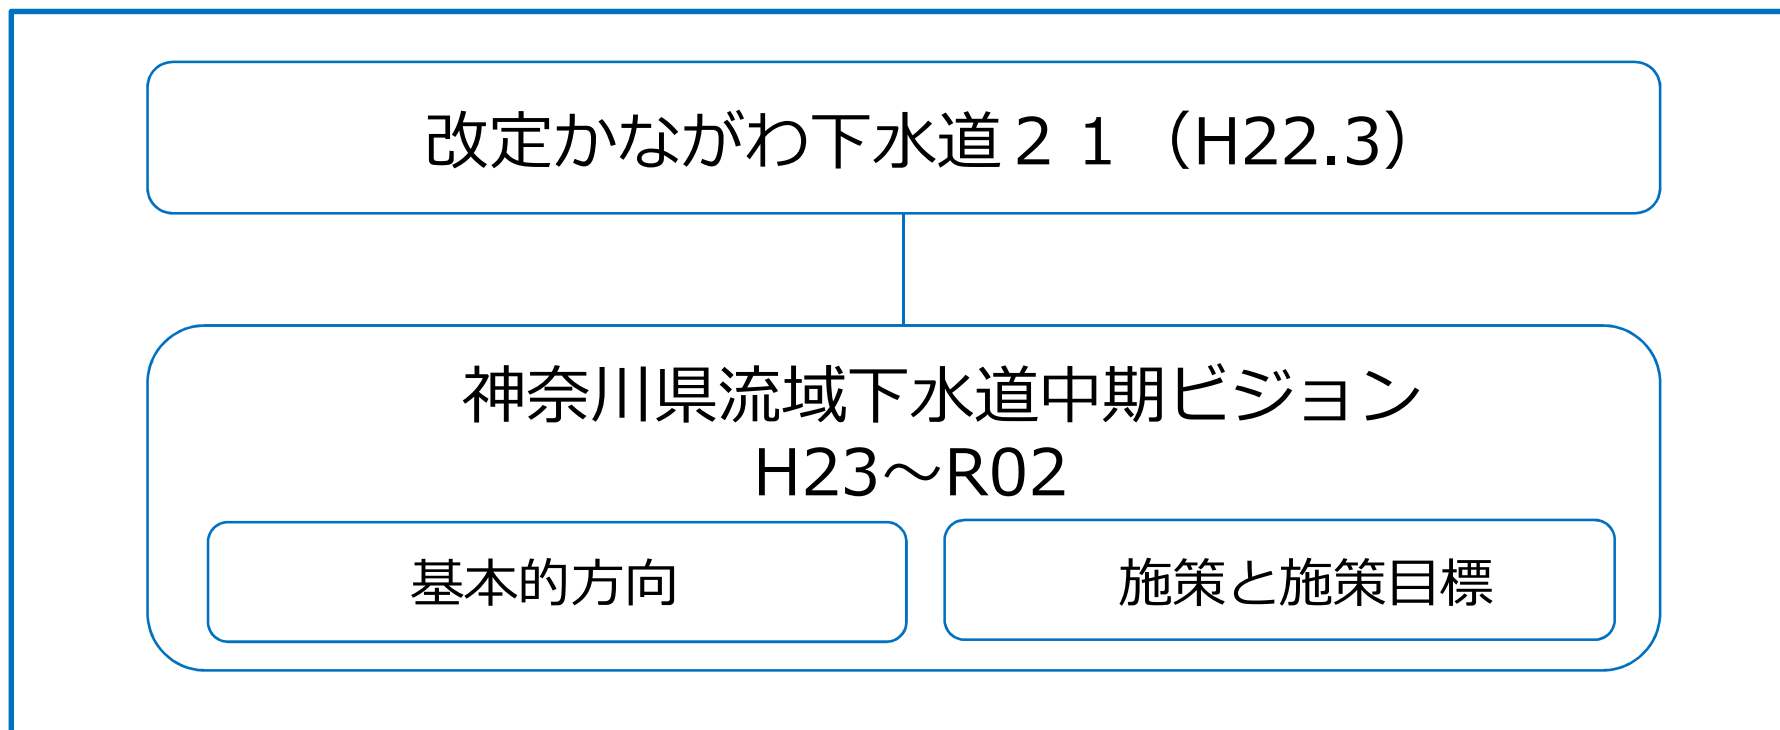 改定かながわ下水道２１（H22.3）
神奈川県流域下水道中期ビジョン
H23～R02
基本的方向
施策と施策目標